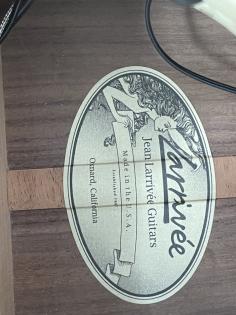 Larrivée
Jean Larrivée Guitars
Made in the U.S.A.
Oxnard, California